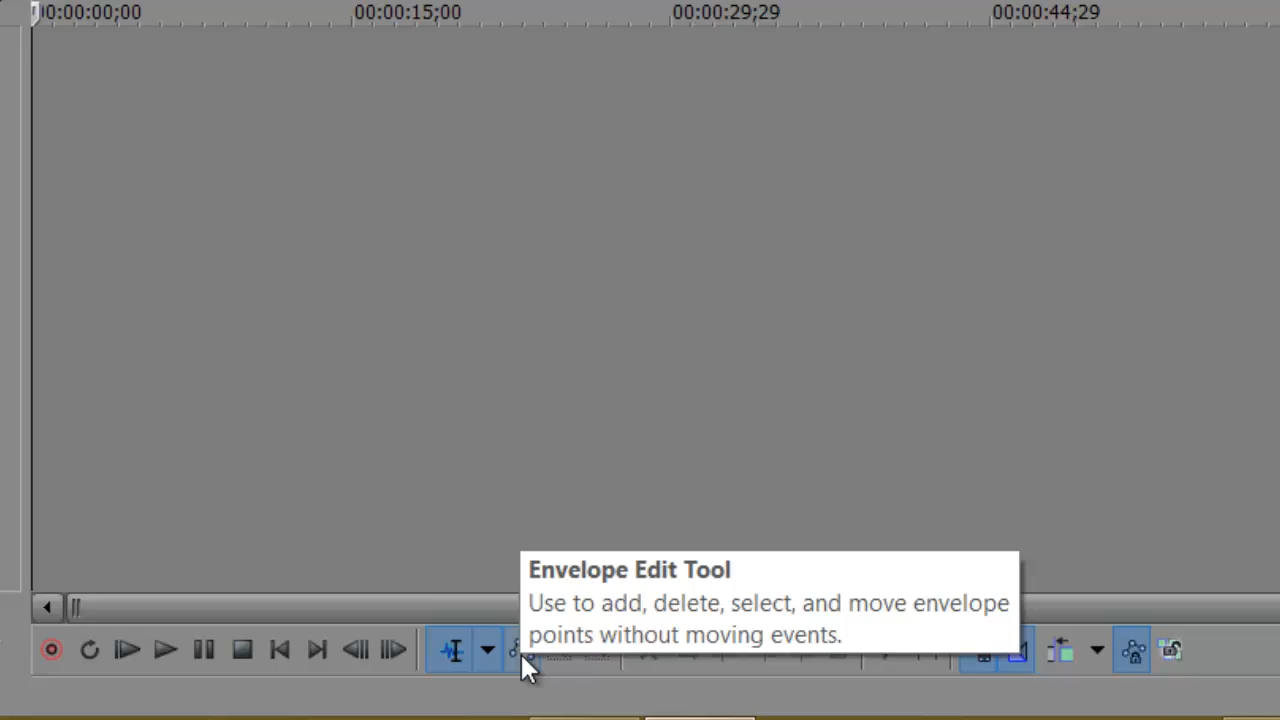 00:00:00;00 00:00:15;00 00:00:29;29 00:00:44;29
Envelope Edit Tool
Use to add, delete, select, and move envelope
points without moving events.